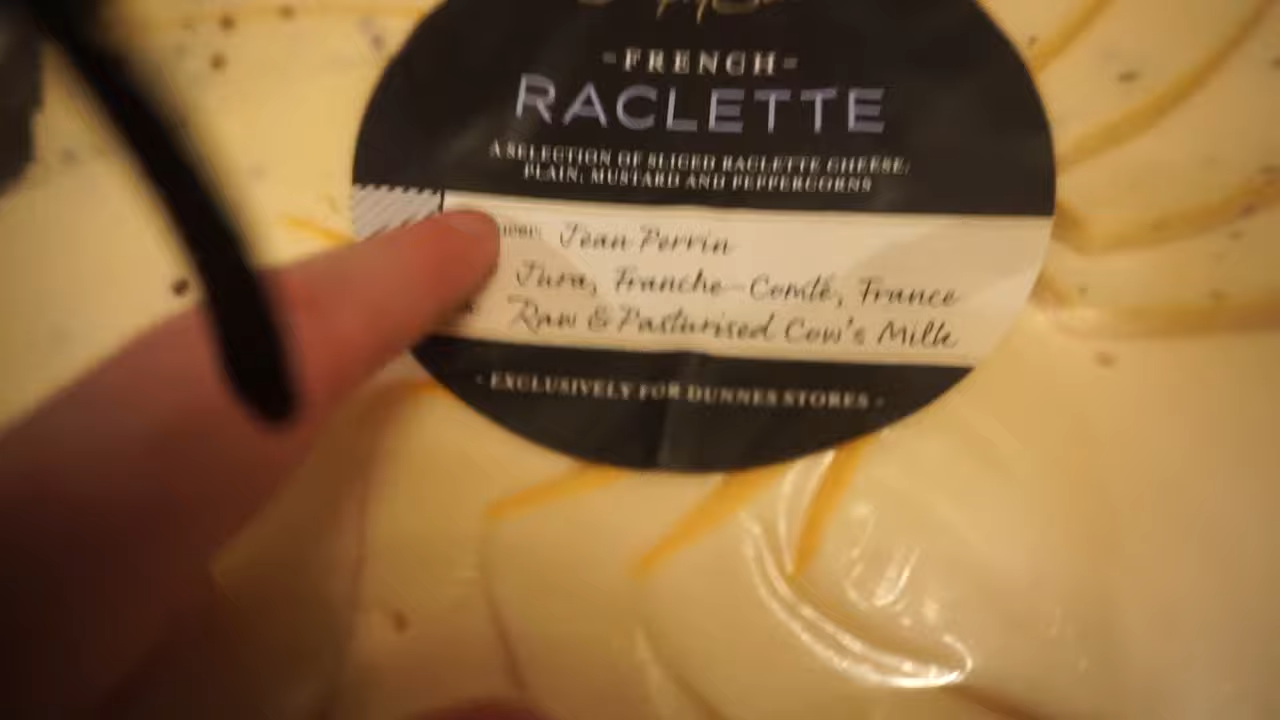 -FRENCH-
RACLETTE
A SELECTION OF SLICED RACLETTE CHEESE:
PLAIN, MUSTARD AND PEPPERCORNS
Jean Perrin
Jura, Franche-Comté, France
Raw & Pasturised Cow's Milk
- EXCLUSIVELY FOR DUNNES STORES -